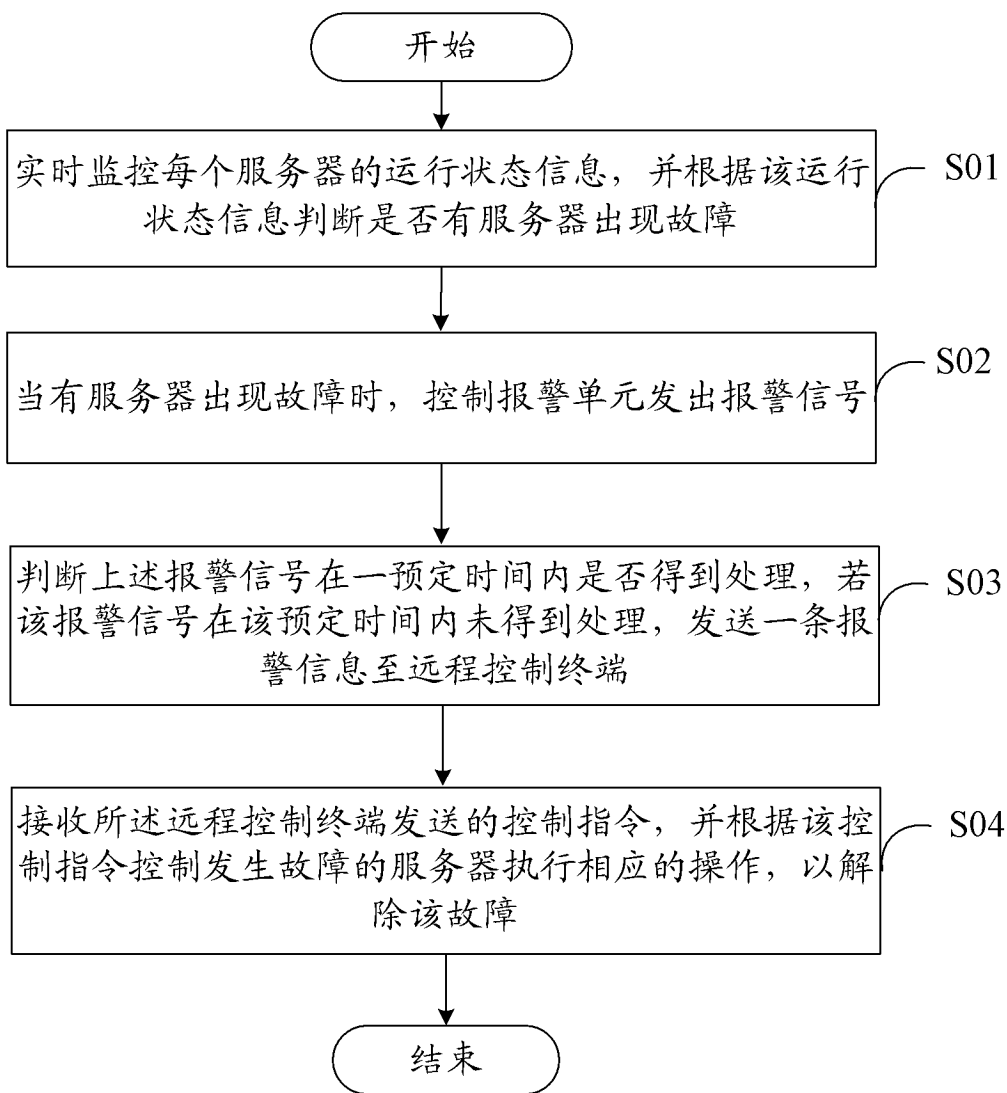 开始
实时监控每个服务器的运行状态信息，并根据该运行
状态信息判断是否有服务器出现故障
S01
当有服务器出现故障时，控制报警单元发出报警信号
S02
判断上述报警信号在一预定时间内是否得到处理，若
该报警信号在该预定时间内未得到处理，发送一条报
警信息至远程控制终端
S03
接收所述远程控制终端发送的控制指令，并根据该控
制指令控制发生故障的服务器执行相应的操作，以解
除该故障
S04
结束